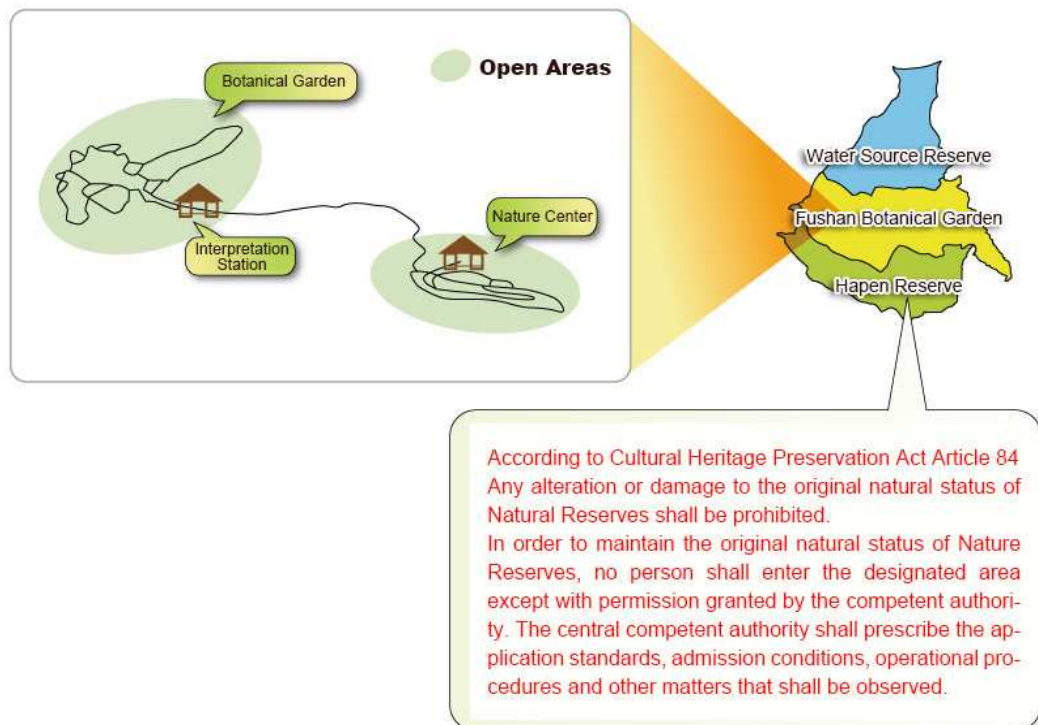 Open Areas
Botanical Garden
Interpretation
Station
Nature Center
Water Source Reserve
Fushan Botanical Garden
Hapen Reserve
According to Cultural Heritage Preservation Act Article 84
Any alteration or damage to the original natural status of
Natural Reserves shall be prohibited.
In order to maintain the original natural status of Nature
Reserves, no person shall enter the designated area
except with permission granted by the competent authori-
ty. The central competent authority shall prescribe the ap-
plication standards, admission conditions, operational pro-
cedures and other matters that shall be observed.